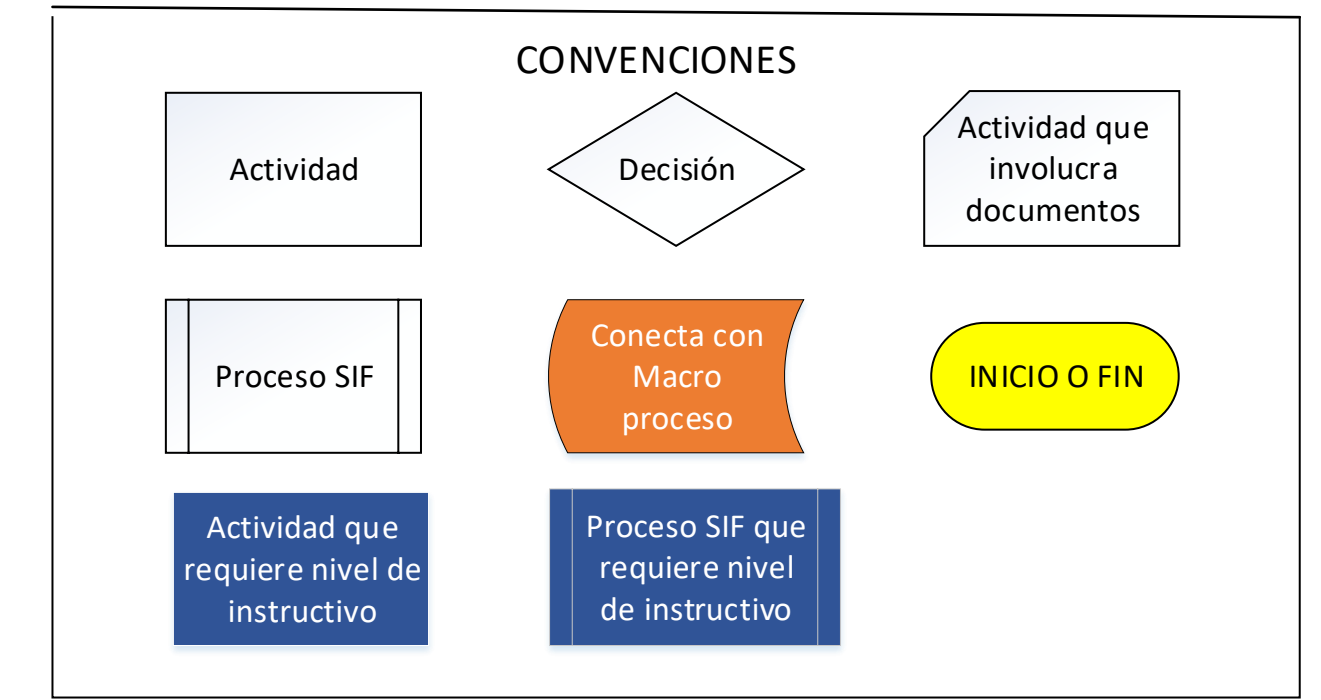 CONVENCIONES
Actividad
Decisión
Actividad que
involucra
documentos
Proceso SIF
Conecta con
Macro
proceso
INICIO O FIN
Actividad que
requiere nivel de
instructivo
Proceso SIF que
requiere nivel
de instructivo